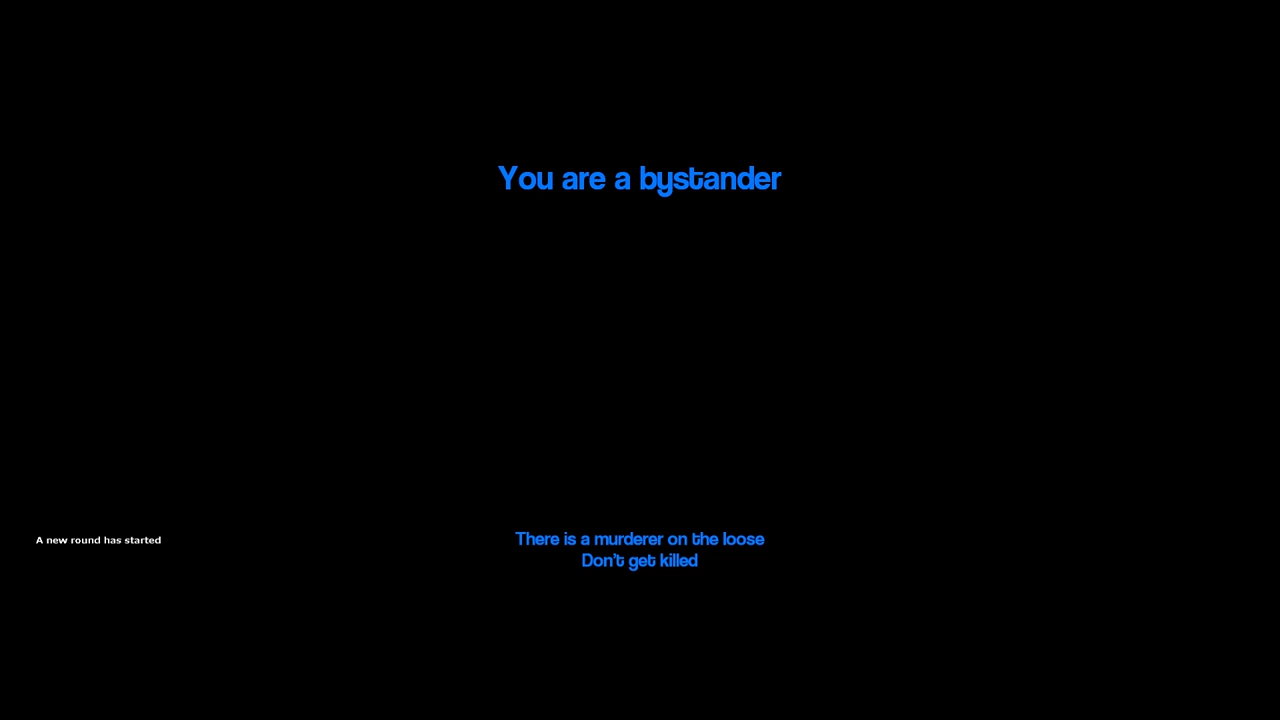 You are a bystander
A new round has started
There is a murderer on the loose
Don't get killed